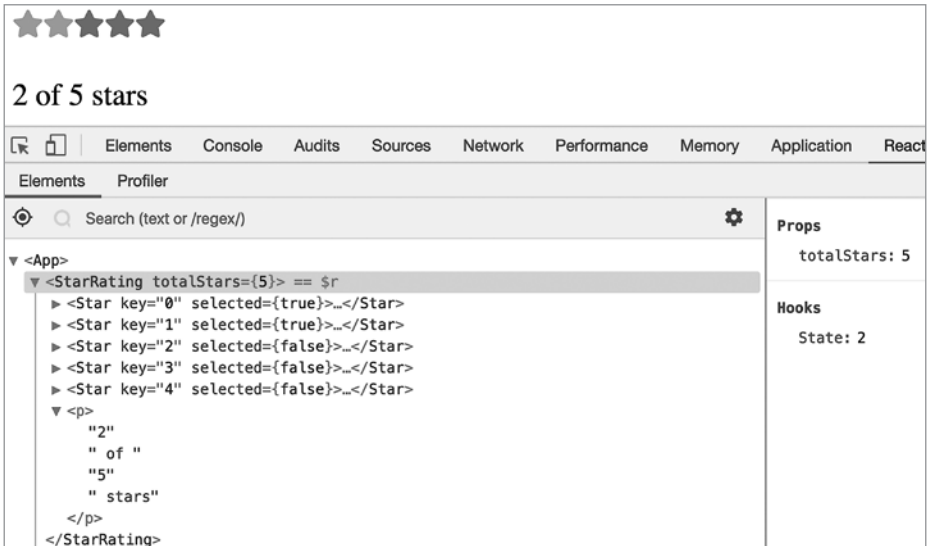 2 of 5 stars
Elements Console Audits Sources Network Performance Memory Application React
Elements Profiler
Search (text or /regex/)
<App>
<StarRating totalStars={5}> == $r
<Star key="0" selected={true}>…</Star>
<Star key="1" selected={true}>…</Star>
<Star key="2" selected={false}>…</Star>
<Star key="3" selected={false}>…</Star>
<Star key="4" selected={false}>…</Star>
<p>
"2"
" of "
"5"
" stars"
</p>
</StarRating>
Props
totalStars: 5
Hooks
State: 2